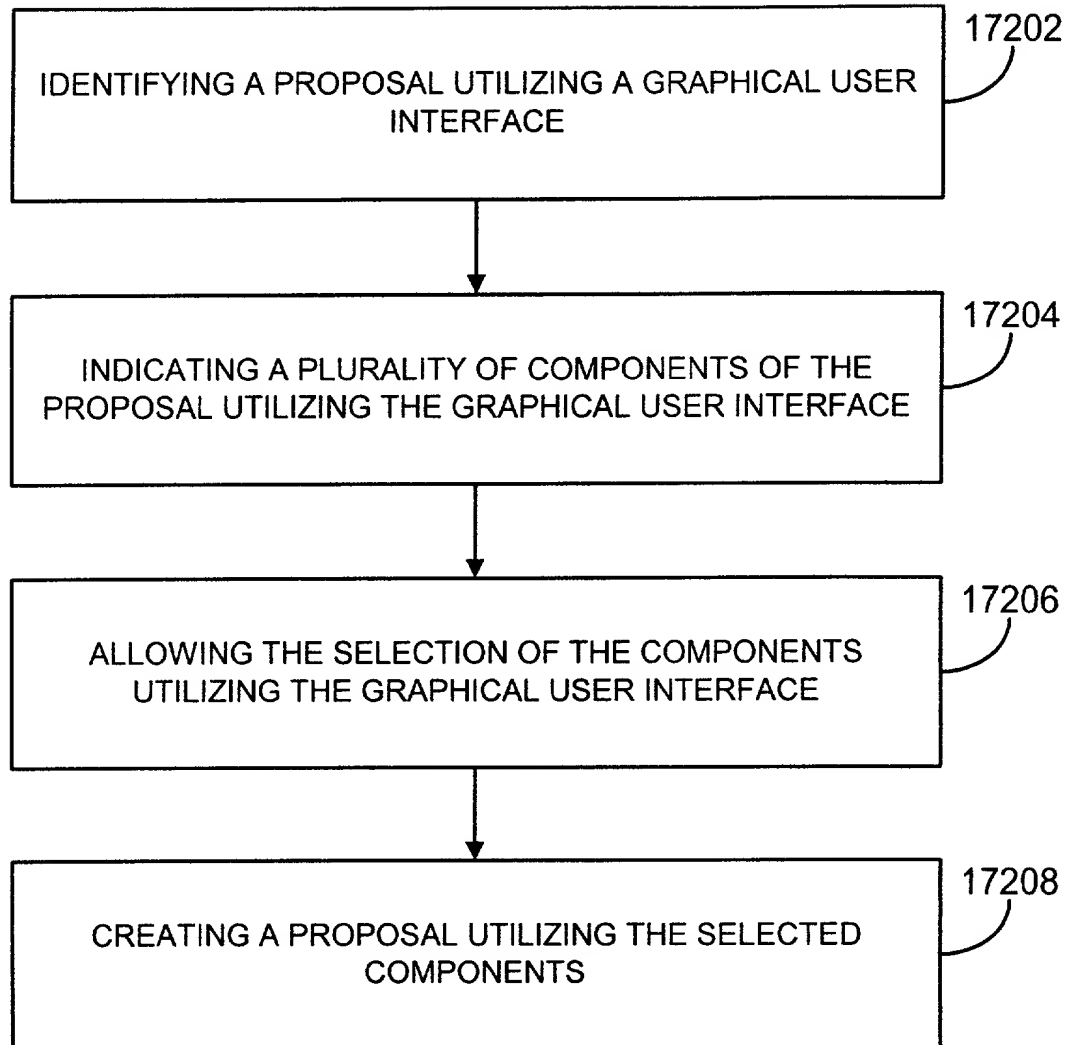 17202
IDENTIFYING A PROPOSAL UTILIZING A GRAPHICAL USER
INTERFACE
17204
INDICATING A PLURALITY OF COMPONENTS OF THE
PROPOSAL UTILIZING THE GRAPHICAL USER INTERFACE
17206
ALLOWING THE SELECTION OF THE COMPONENTS
UTILIZING THE GRAPHICAL USER INTERFACE
17208
CREATING A PROPOSAL UTILIZING THE SELECTED
COMPONENTS